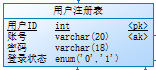 用户注册表
用户ID int <pk>
账号 varchar(20) <ak>
密码 varchar(18)
登录状态 enum('0','1')